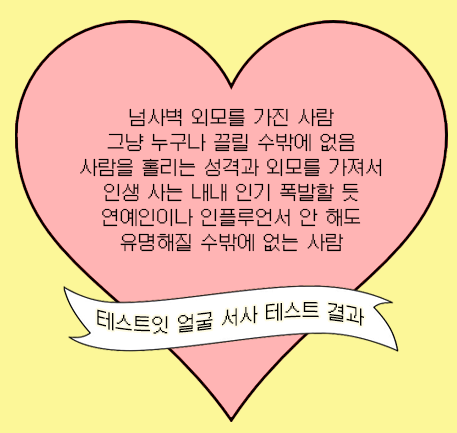 넘사벽 외모를 가진 사람
그냥 누구나 끌릴 수밖에 없음
사람을 홀리는 성격과 외모를 가져서
인생 사는 내내 인기 폭발할 듯
연예인이나 인플루언서 안 해도
유명해질 수밖에 없는 사람
테스트잇 얼굴 서사 테스트 결과